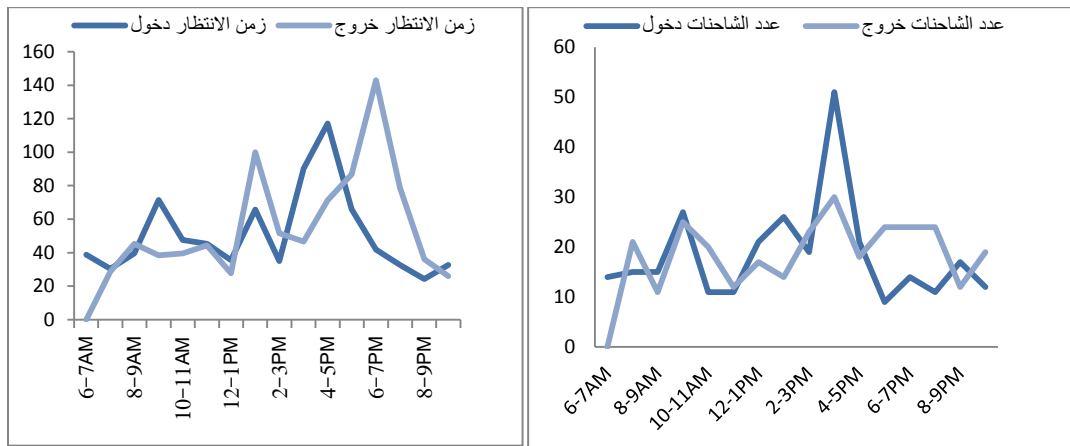 زمن الانتظار دخول
زمن الانتظار خروج
160
140
120
100
80
60
40
20
0
6-7AM
8-9AM
10-11AM
12-1PM
2-3PM
4-5PM
6-7PM
8-9PM
عدد الشاحنات دخول
عدد الشاحنات خروج
60
50
40
30
20
10
0
6-7AM
8-9AM
10-11AM
12-1PM
2-3PM
4-5PM
6-7PM
8-9PM